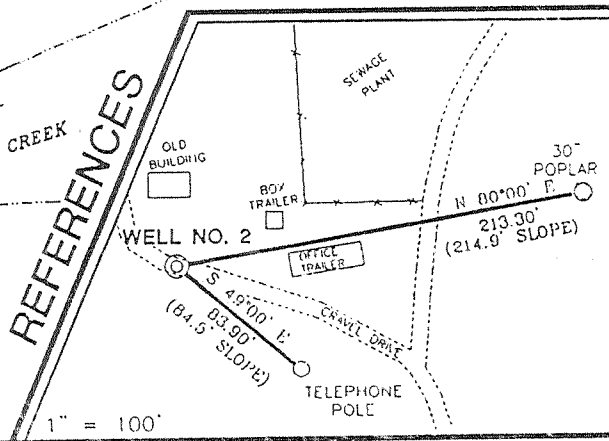 REFERENCES
CREEK
SEWAGE
PLANT
OLD
BUILDING
BOX
TRAILER
30"
POPLAR
WELL NO. 2
N 80°00' E
213.30'
(214.9' SLOPE)
OFFICE
TRAILER
S 49°00' E
83.90'
(84.5' SLOPE)
GRAVEL DRIVE
TELEPHONE
POLE
1" = 100'